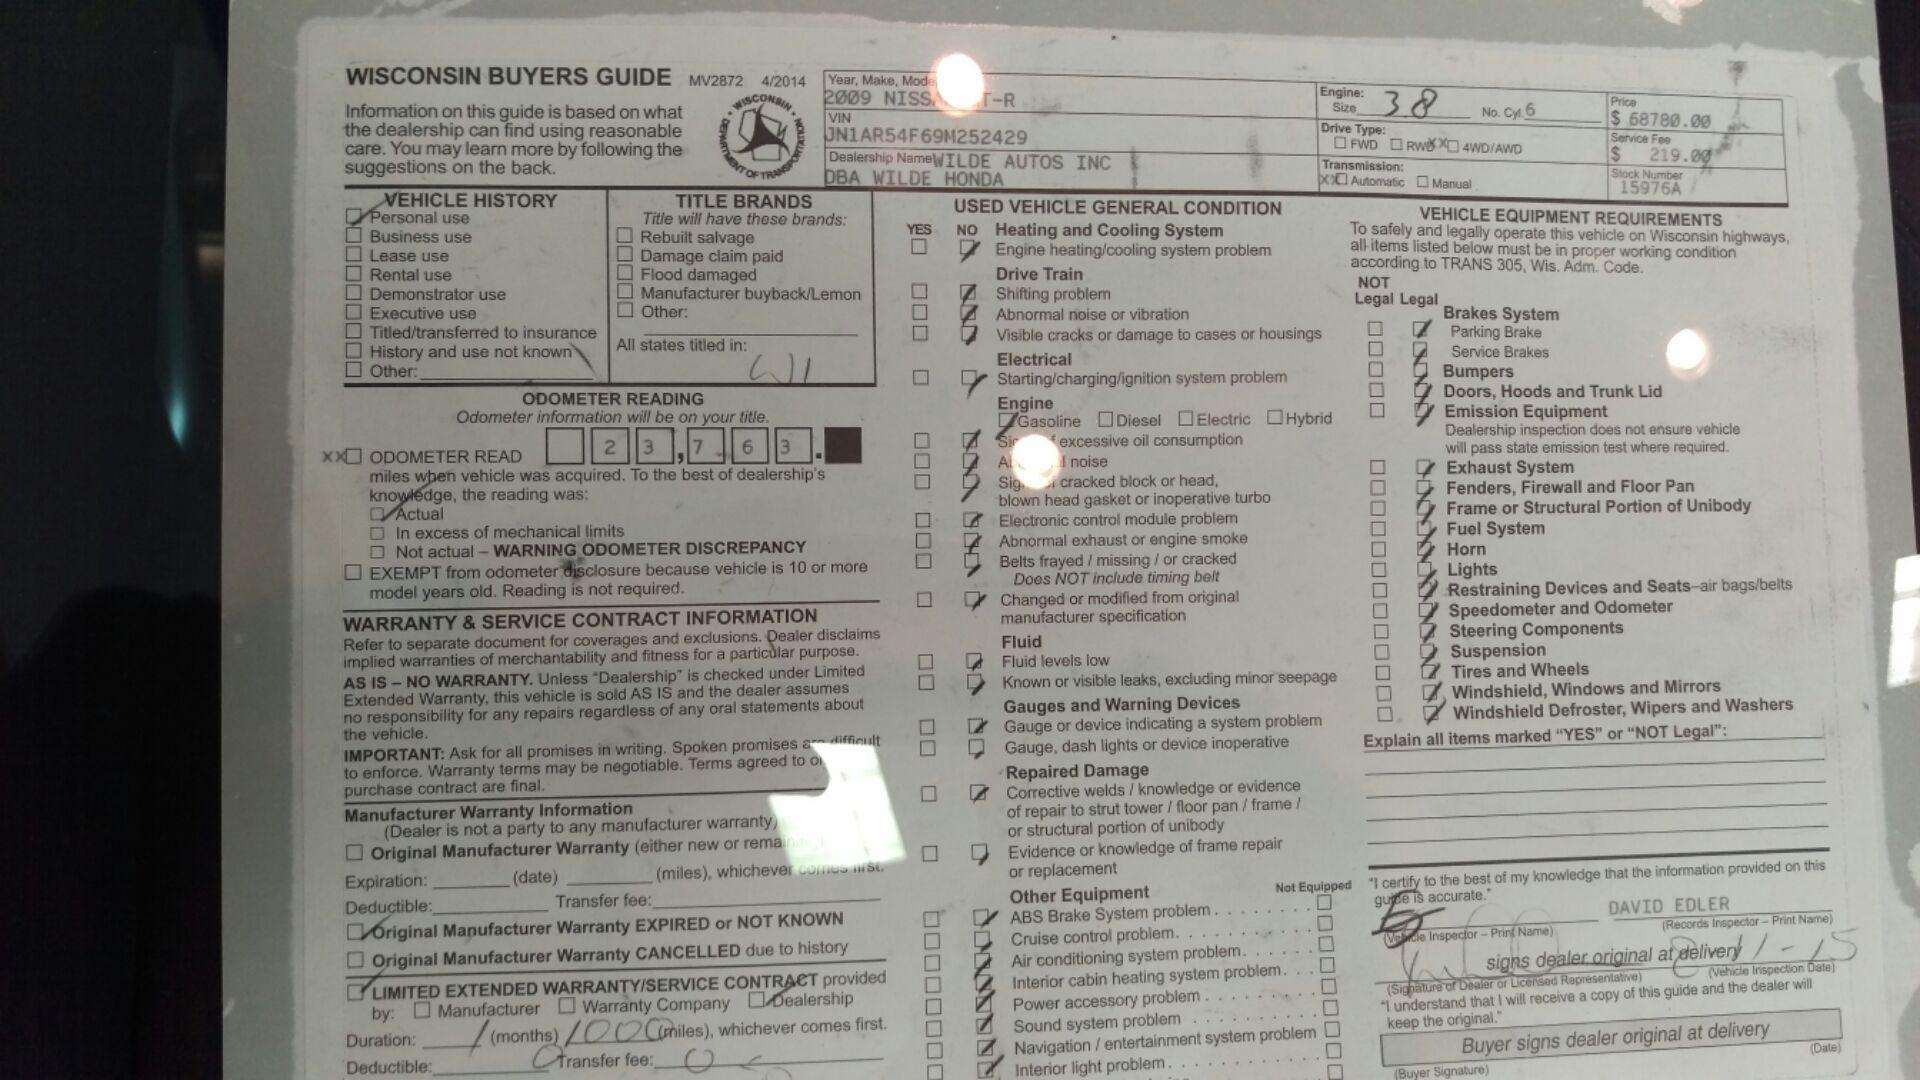 WISCONSIN BUYERS GUIDE MV2872 4/2014
Information on this guide is based on what
the dealership can find using reasonable
care. You may learn more by following the
suggestions on the back.
WISCONSIN
DEPARTMENT OF TRANSPORTATION
Year, Make,
2009
VIN
JN1AR54F69M252429
Dealership Name WILDE AUTOS INC
DBA WILDE HONDA
Engine:
Size 3.8 No. Cyl. 6
Drive Type:
FWD RWD XX 4WD/AWD
Transmission:
XX Automatic Manual
Price
$ 68780.00
Service Fee
$ 219.00
Stock Number
15976A
VEHICLE HISTORY
Personal use
Business use
Lease use
Rental use
Demonstrator use
Executive use
Titled/transferred to insurance
History and use not known
Other:
TITLE BRANDS
Title will have these brands:
Rebuilt salvage
Damage claim paid
Flood damaged
Manufacturer buyback/Lemon
Other:
All states titled in:
WI
ODOMETER READING
Odometer information will be on your title.
XX ODOMETER READ 2 3 , 7 6 3 .
miles when vehicle was acquired. To the best of dealership's
knowledge, the reading was:
Actual
In excess of mechanical limits
Not actual – WARNING ODOMETER DISCREPANCY
EXEMPT from odometer disclosure because vehicle is 10 or more
model years old. Reading is not required.
WARRANTY & SERVICE CONTRACT INFORMATION
Refer to separate document for coverages and exclusions. Dealer disclaims
implied warranties of merchantability and fitness for a particular purpose.
AS IS – NO WARRANTY. Unless "Dealership" is checked under Limited
Extended Warranty, this vehicle is sold AS IS and the dealer assumes
no responsibility for any repairs regardless of any oral statements about
the vehicle.
IMPORTANT: Ask for all promises in writing. Spoken promises are difficult
to enforce. Warranty terms may be negotiable. Terms agreed to
purchase contract are final.
Manufacturer Warranty Information
(Dealer is not a party to any manufacturer warranty)
Original Manufacturer Warranty (either new or remaining)
Expiration: (date) (miles), whichever comes first.
Deductible: Transfer fee:
Original Manufacturer Warranty EXPIRED or NOT KNOWN
Original Manufacturer Warranty CANCELLED due to history
LIMITED EXTENDED WARRANTY/SERVICE CONTRACT provided
by: Manufacturer Warranty Company Dealership
Duration: 1 (months) 1000 (miles), whichever comes first.
Deductible: 0 Transfer fee: 0
USED VEHICLE GENERAL CONDITION
YES NO Heating and Cooling System
Engine heating/cooling system problem
Drive Train
Shifting problem
Abnormal noise or vibration
Visible cracks or damage to cases or housings
Electrical
Starting/charging/ignition system problem
Engine
Gasoline Diesel Electric Hybrid
excessive oil consumption
noise
cracked block or head,
blown head gasket or inoperative turbo
Electronic control module problem
Abnormal exhaust or engine smoke
Belts frayed / missing / or cracked
Does NOT include timing belt
Changed or modified from original
manufacturer specification
Fluid
Fluid levels low
Known or visible leaks, excluding minor seepage
Gauges and Warning Devices
Gauge or device indicating a system problem
Gauge, dash lights or device inoperative
Repaired Damage
Corrective welds / knowledge or evidence
of repair to strut tower / floor pan / frame /
or structural portion of unibody
Evidence or knowledge of frame repair
or replacement
Other Equipment Not Equipped
ABS Brake System problem
Cruise control problem
Air conditioning system problem
Interior cabin heating system problem
Power accessory problem
Sound system problem
Navigation / entertainment system problem
Interior light problem
VEHICLE EQUIPMENT REQUIREMENTS
To safely and legally operate this vehicle on Wisconsin highways,
all items listed below must be in proper working condition
according to TRANS 305, Wis. Adm. Code.
NOT
Legal Legal
Brakes System
Parking Brake
Service Brakes
Bumpers
Doors, Hoods and Trunk Lid
Emission Equipment
Dealership inspection does not ensure vehicle
will pass state emission test where required.
Exhaust System
Fenders, Firewall and Floor Pan
Frame or Structural Portion of Unibody
Fuel System
Horn
Lights
Restraining Devices and Seats–air bags/belts
Speedometer and Odometer
Steering Components
Suspension
Tires and Wheels
Windshield, Windows and Mirrors
Windshield Defroster, Wipers and Washers
Explain all items marked "YES" or "NOT Legal":
"I certify to the best of my knowledge that the information provided on this
guide is accurate."
DAVID EDLER
(Vehicle Inspector – Print Name) (Records Inspector – Print Name)
signs dealer original at delivery
(Signature of Dealer or Licensed Representative) (Vehicle Inspection Date)
"I understand that I will receive a copy of this guide and the dealer will
keep the original."
Buyer signs dealer original at delivery
(Buyer Signature) (Date)